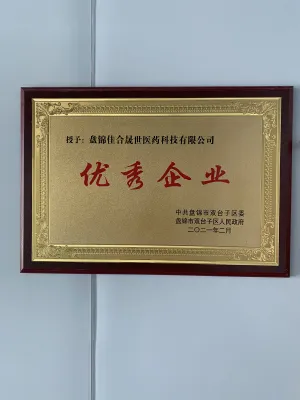 授予：盘锦佳合晟世医药科技有限公司
优秀企业
中共盘锦市双台子区委
盘锦市双台子区人民政府
二〇二一年二月